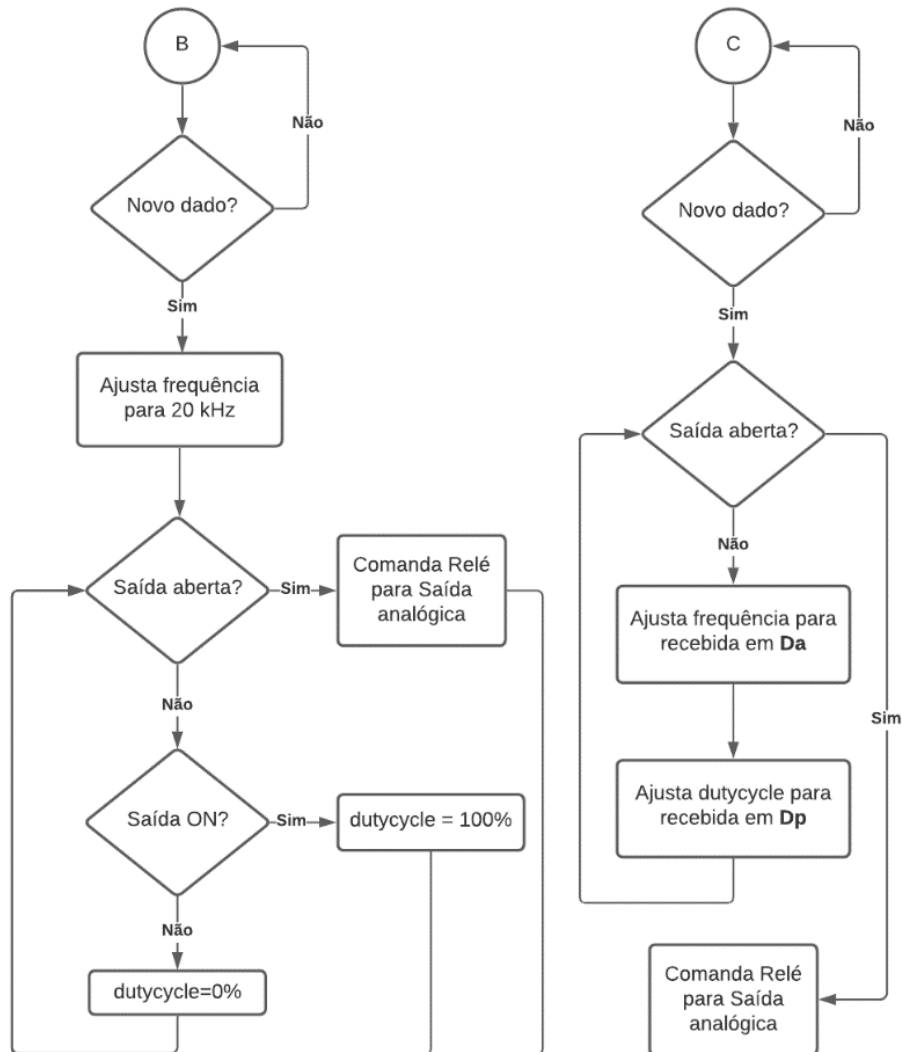 B
Não
Novo dado?
Sim
Ajusta frequência
para 20 kHz
Saída aberta?
Sim
Comanda Relé
para Saída
analógica
Não
Saída ON?
Sim
dutycycle = 100%
Não
dutycycle=0%
C
Não
Novo dado?
Sim
Saída aberta?
Não
Ajusta frequência para
recebida em Da
Sim
Ajusta dutycycle para
recebida em Dp
Comanda Relé
para Saída
analógica